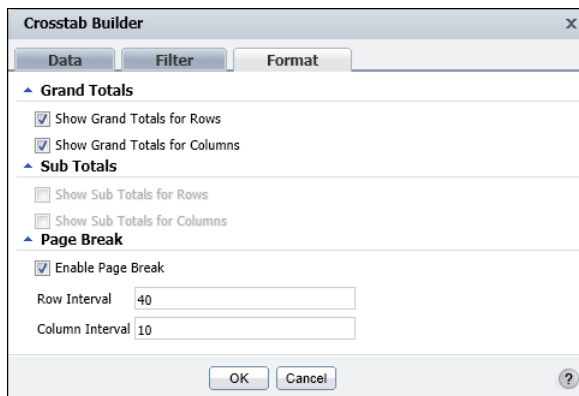 Crosstab Builder x
Data Filter Format
Grand Totals
Show Grand Totals for Rows
Show Grand Totals for Columns
Sub Totals
Show Sub Totals for Rows
Show Sub Totals for Columns
Page Break
Enable Page Break
Row Interval 40
Column Interval 10
OK Cancel ?